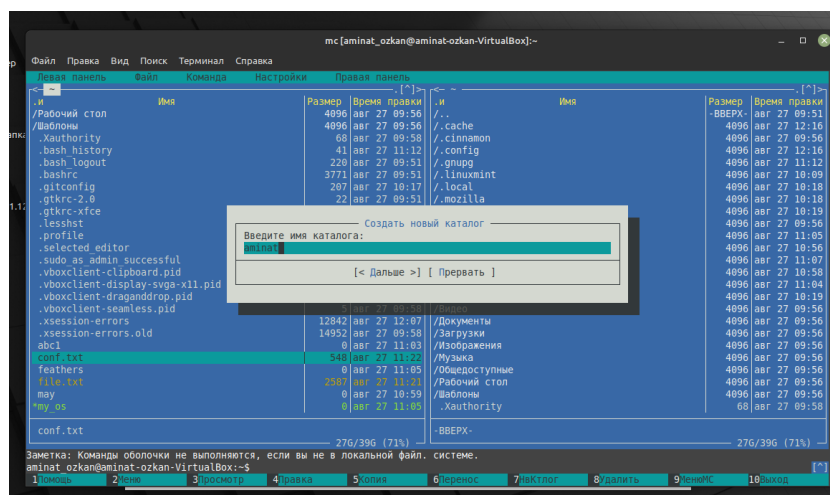 mc [aminat_ozkan@aminat-ozkan-VirtualBox]:~
Файл Правка Вид Поиск Терминал Справка
Левая панель Файл Команда Настройки Правая панель
<─ ~ .[^]> <─ ~ .[^]>
.и Имя Размер Время правки .и Имя Размер Время правки
/Рабочий стол 4096 авг 27 09:56 /.. -ВВЕРХ- авг 27 09:51
/Шаблоны 4096 авг 27 09:56 /.cache 4096 авг 27 12:16
.Xauthority 68 авг 27 09:58 /.cinnamon 4096 авг 27 09:56
.bash_history 41 авг 27 11:12 /.config 4096 авг 27 12:16
.bash_logout 220 авг 27 09:51 /.gnupg 4096 авг 27 11:12
.bashrc 3771 авг 27 09:51 /.linuxmint 4096 авг 27 10:09
.gitconfig 207 авг 27 10:17 /.local 4096 авг 27 10:18
.gtkrc-2.0 22 авг 27 09:51 /.mozilla 4096 авг 27 10:18
.gtkrc-xfce 4096 авг 27 10:19
.lesshst 4096 авг 27 09:56
.profile 4096 авг 27 11:05
.selected_editor 4096 авг 27 10:56
.sudo_as_admin_successful 4096 авг 27 11:07
.vboxclient-clipboard.pid 4096 авг 27 10:58
.vboxclient-display-svga-x11.pid 4096 авг 27 11:04
.vboxclient-draganddrop.pid 4096 авг 27 10:19
.vboxclient-seamless.pid 5 авг 27 09:58 /Видео 4096 авг 27 09:56
.xsession-errors 12842 авг 27 12:07 /Документы 4096 авг 27 09:56
.xsession-errors.old 14952 авг 27 09:58 /Загрузки 4096 авг 27 09:56
abc1 0 авг 27 11:03 /Изображения 4096 авг 27 09:56
conf.txt 548 авг 27 11:22 /Музыка 4096 авг 27 09:56
feathers 0 авг 27 11:05 /Общедоступные 4096 авг 27 09:56
file.txt 2587 авг 27 11:21 /Рабочий стол 4096 авг 27 09:56
may 0 авг 27 10:59 /Шаблоны 4096 авг 27 09:56
*my_os 0 авг 27 11:05 .Xauthority 68 авг 27 09:58
Создать новый каталог
Введите имя каталога:
aminat
[< Дальше >] [ Прервать ]
conf.txt -ВВЕРХ-
27G/39G (71%) 27G/39G (71%)
Заметка: Команды оболочки не выполняются, если вы не в локальной файл. системе.
aminat_ozkan@aminat-ozkan-VirtualBox:~$ [^]
1Помощь 2Меню 3Просмотр 4Правка 5Копия 6Перенос 7НвКтлог 8Удалить 9МенюMC 10Выход